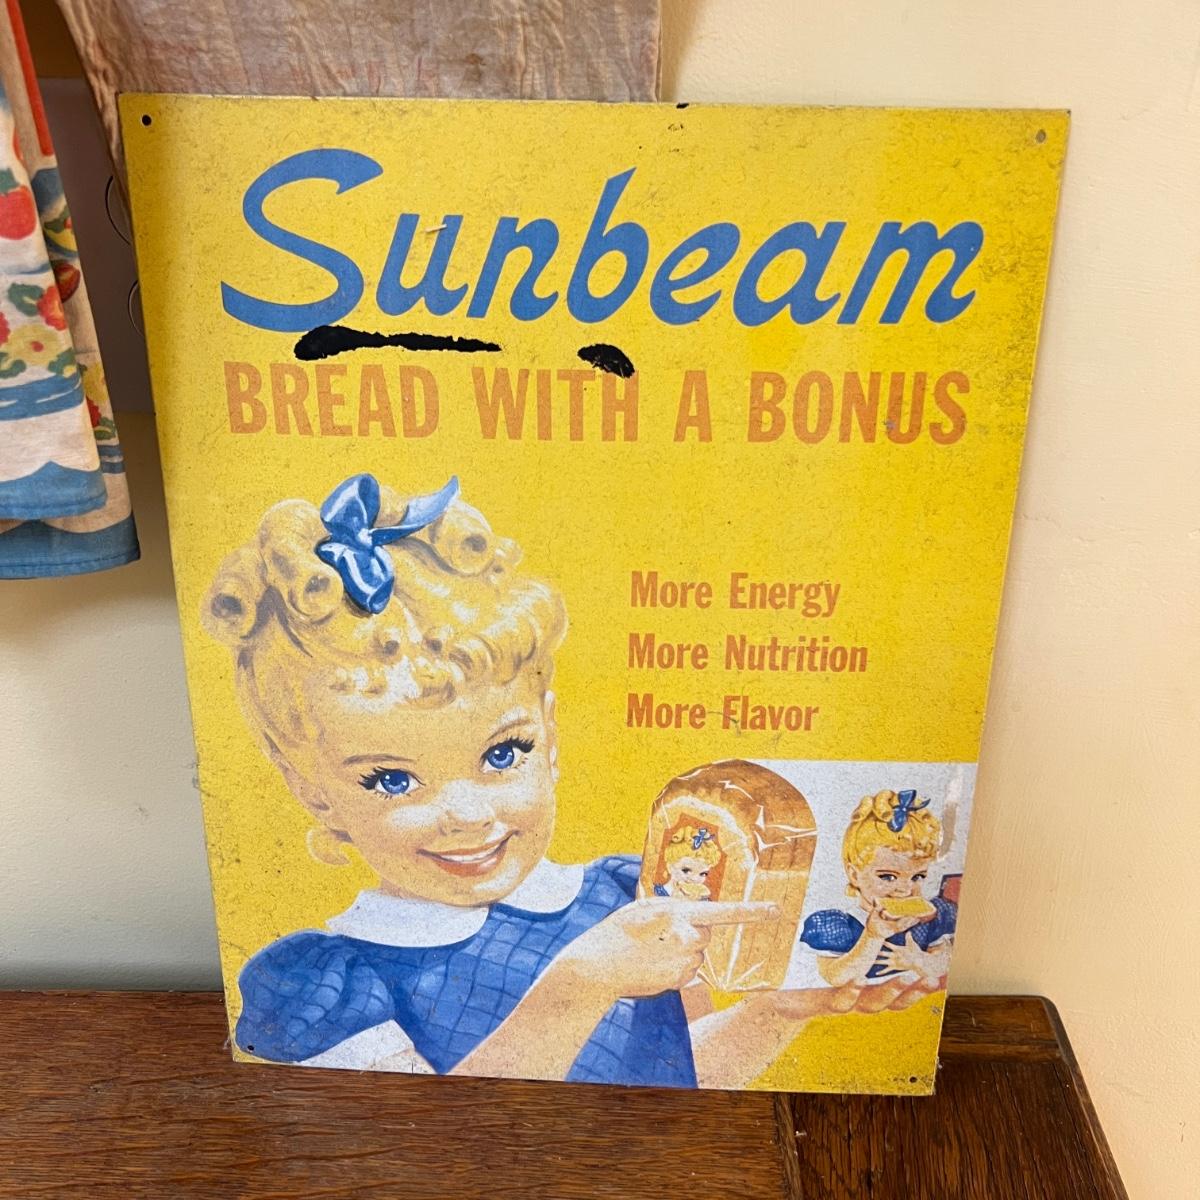 Sunbeam
BREAD WITH A BONUS
More Energy
More Nutrition
More Flavor